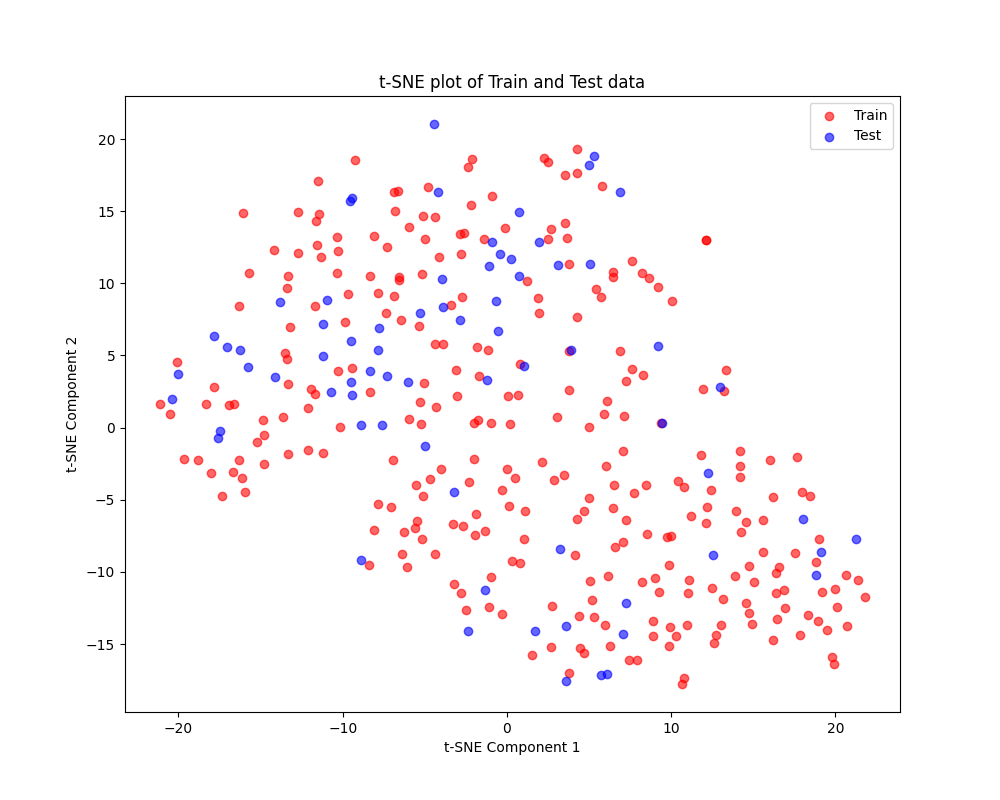 t-SNE plot of Train and Test data
Train
Test
20
15
10
5
0
−5
−10
−15
t-SNE Component 2
−20
−10
0
10
20
t-SNE Component 1